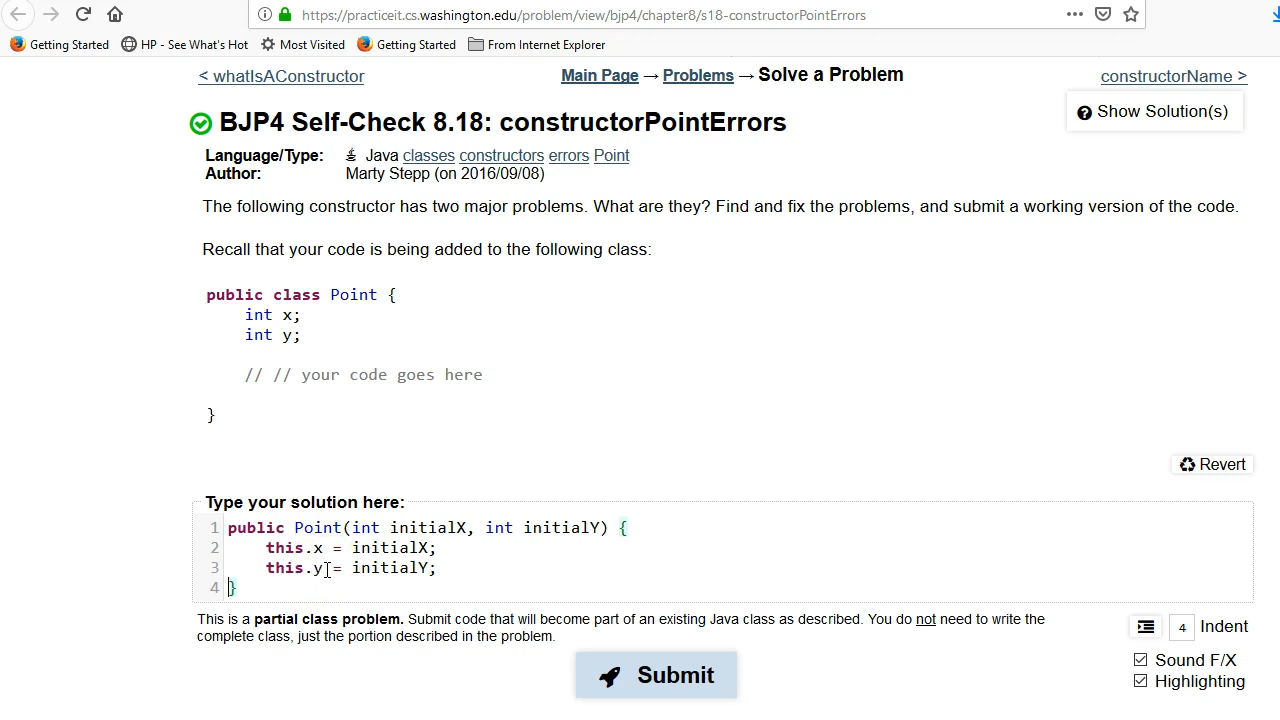 https://practiceit.cs.washington.edu/problem/view/bjp4/chapter8/s18-constructorPointErrors
Getting Started HP - See What's Hot Most Visited Getting Started From Internet Explorer
< whatIsAConstructor Main Page → Problems → Solve a Problem constructorName >
Show Solution(s)
BJP4 Self-Check 8.18: constructorPointErrors
Language/Type: Java classes constructors errors Point
Author: Marty Stepp (on 2016/09/08)
The following constructor has two major problems. What are they? Find and fix the problems, and submit a working version of the code.
Recall that your code is being added to the following class:
public class Point {
int x;
int y;
// // your code goes here
}
Revert
Type your solution here:
1 public Point(int initialX, int initialY) {
2 this.x = initialX;
3 this.y = initialY;
4 }
This is a partial class problem. Submit code that will become part of an existing Java class as described. You do not need to write the
complete class, just the portion described in the problem.
4 Indent
Sound F/X
Highlighting
Submit